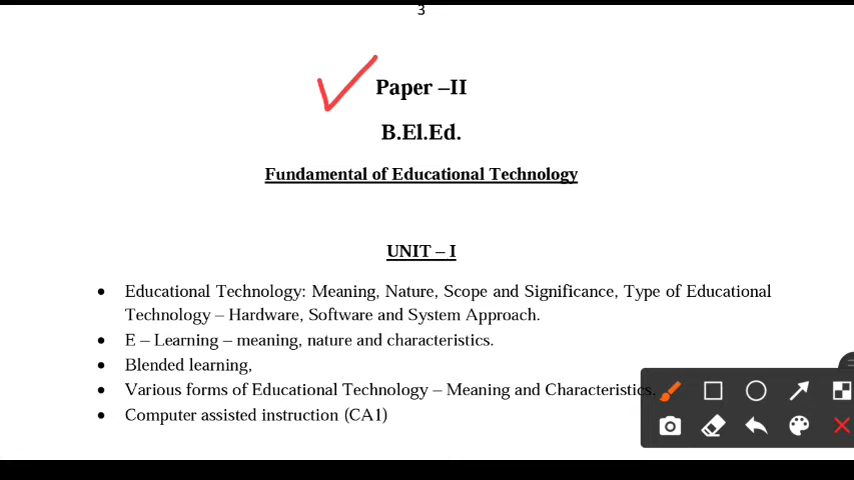 3
Paper –II
B.El.Ed.
Fundamental of Educational Technology
UNIT – I
• Educational Technology: Meaning, Nature, Scope and Significance, Type of Educational
Technology – Hardware, Software and System Approach.
• E – Learning – meaning, nature and characteristics.
• Blended learning,
• Various forms of Educational Technology – Meaning and Characteristics.
• Computer assisted instruction (CA1)